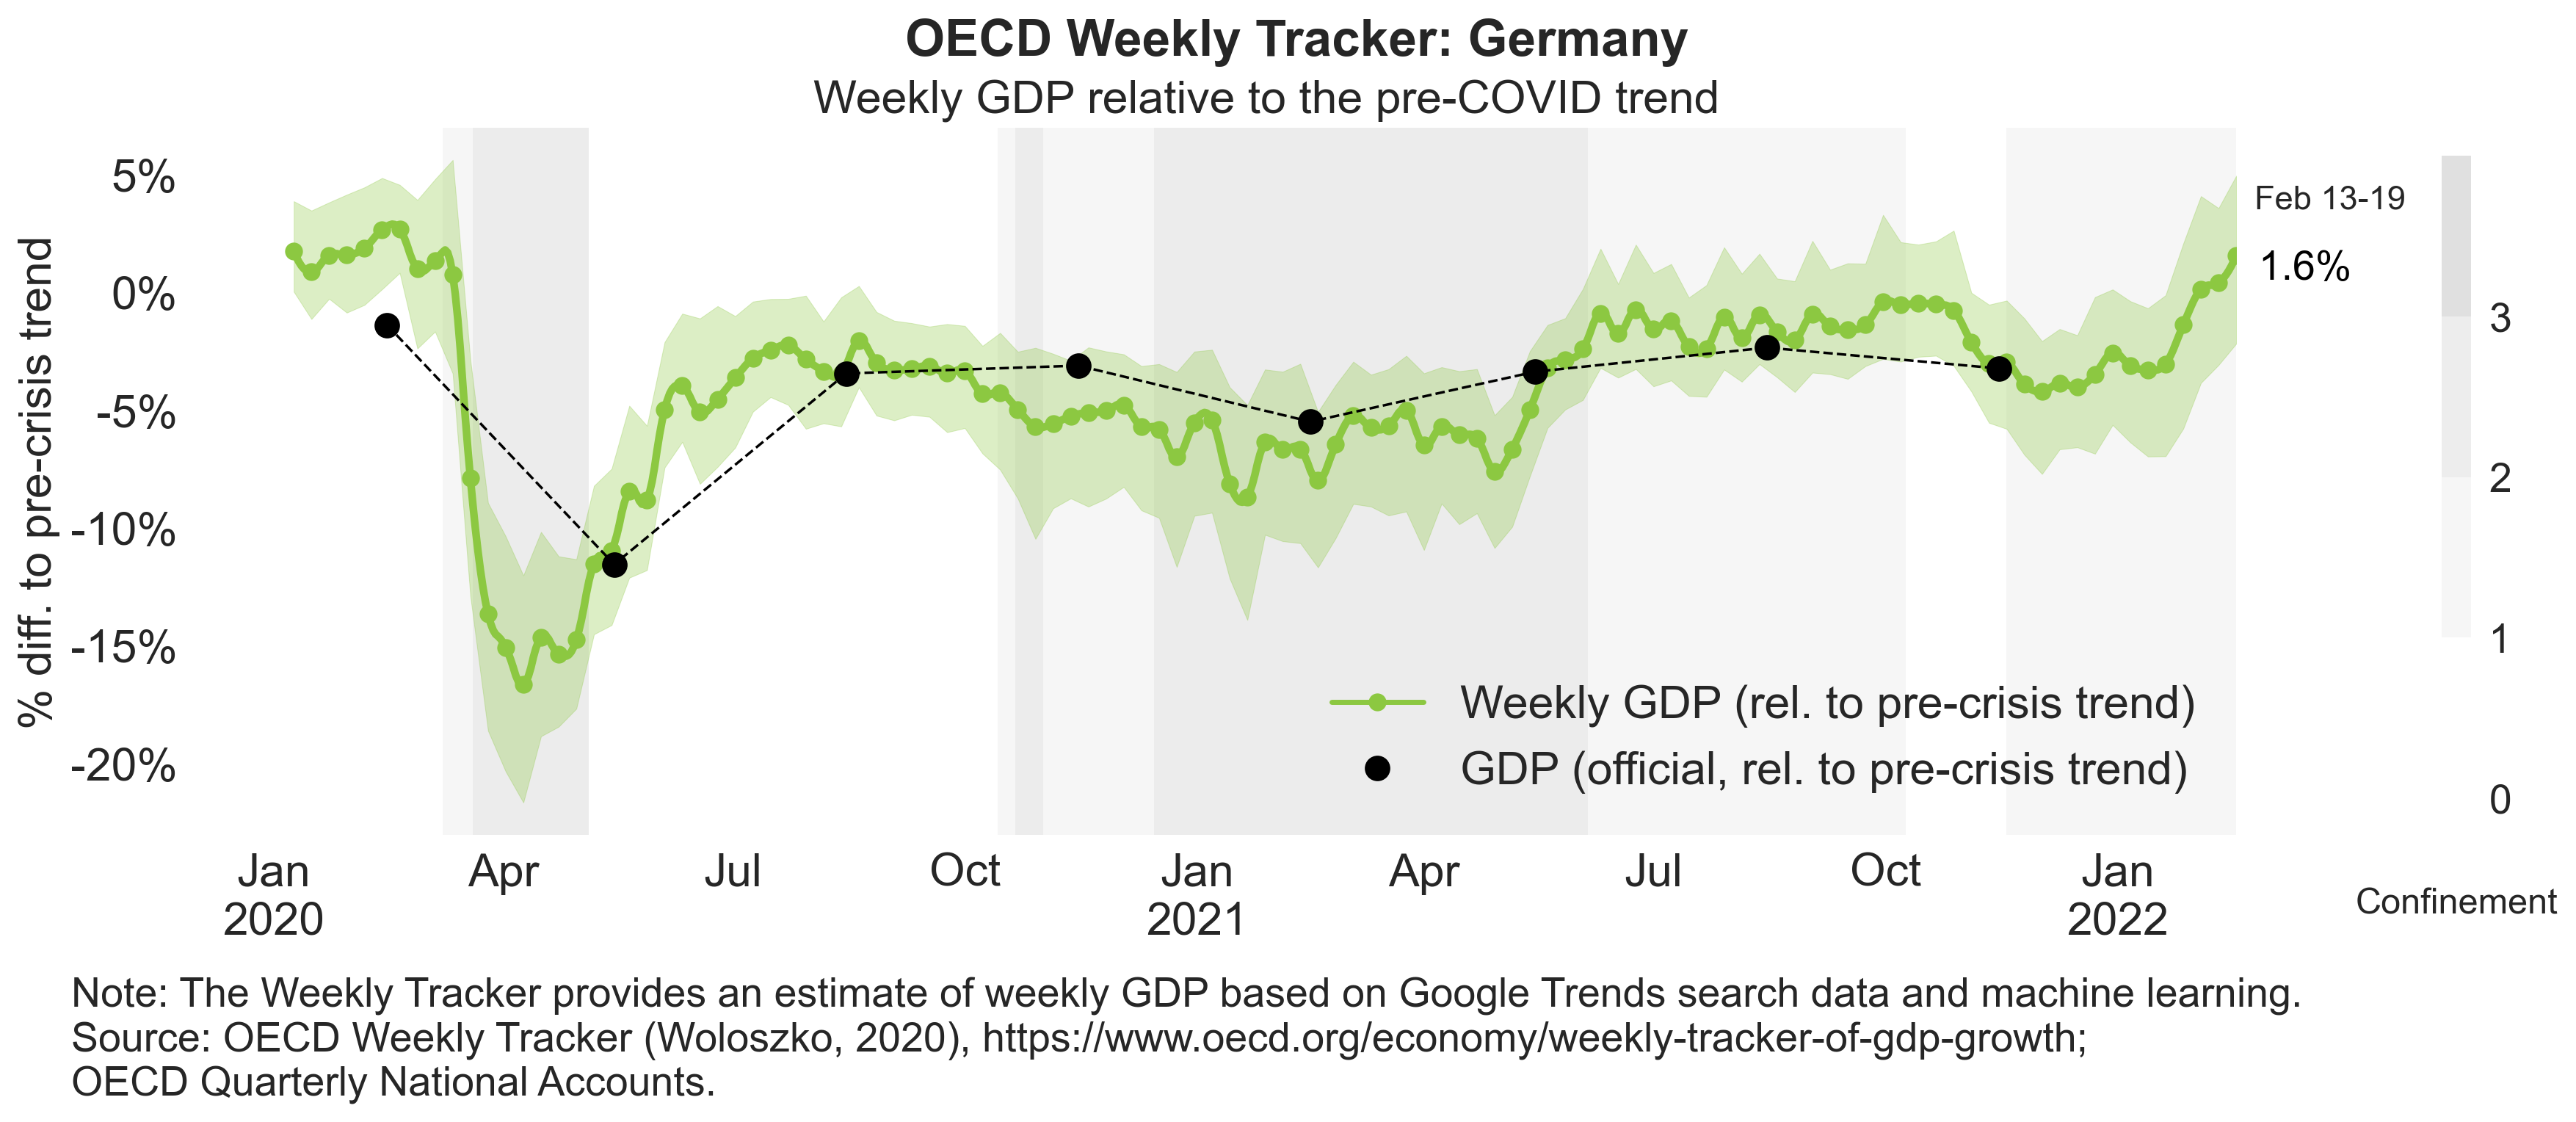 OECD Weekly Tracker: Germany
Weekly GDP relative to the pre-COVID trend
% diff. to pre-crisis trend
5%
0%
-5%
-10%
-15%
-20%
Feb 13-19
1.6%
3
2
1
0
Confinement
Weekly GDP (rel. to pre-crisis trend)
GDP (official, rel. to pre-crisis trend)
Jan Apr Jul Oct Jan Apr Jul Oct Jan
2020 2021 2022
Note: The Weekly Tracker provides an estimate of weekly GDP based on Google Trends search data and machine learning.
Source: OECD Weekly Tracker (Woloszko, 2020), https://www.oecd.org/economy/weekly-tracker-of-gdp-growth;
OECD Quarterly National Accounts.